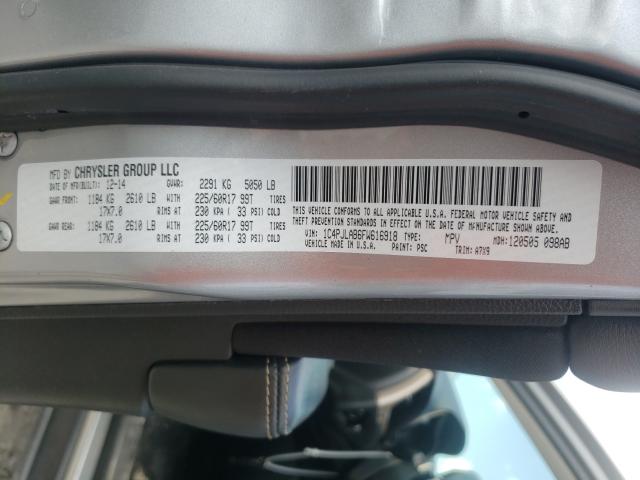 MFD BY CHRYSLER GROUP LLC
DATE OF MFR(BUILT): 12-14 GVWR: 2291 KG 5050 LB
GAWR FRONT: 1184 KG 2610 LB WITH 225/60R17 99T TIRES
17X7.0 RIMS AT 230 KPA ( 33 PSI) COLD
GAWR REAR: 1184 KG 2610 LB WITH 225/60R17 99T TIRES
17X7.0 RIMS AT 230 KPA ( 33 PSI) COLD
THIS VEHICLE CONFORMS TO ALL APPLICABLE U.S.A. FEDERAL MOTOR VEHICLE SAFETY AND
THEFT PREVENTION STANDARDS IN EFFECT ON THE DATE OF MANUFACTURE SHOWN ABOVE.
VIN: 1C4PJLAB6FW616918 TYPE: MPV MDH: 120505 098AB
MADE IN U.S.A. PAINT: PSC TRIM: A7X9